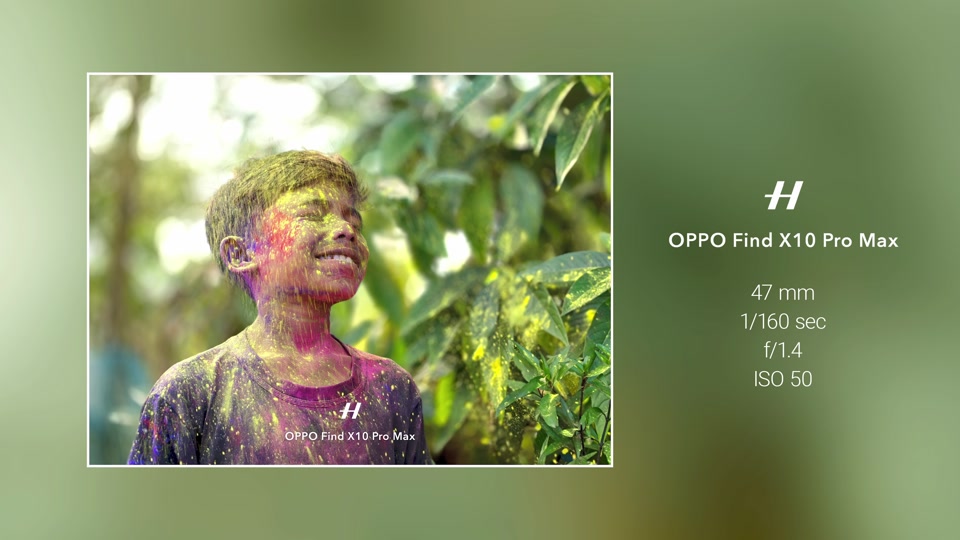 OPPO Find X10 Pro Max
OPPO Find X10 Pro Max
47 mm
1/160 sec
f/1.4
ISO 50